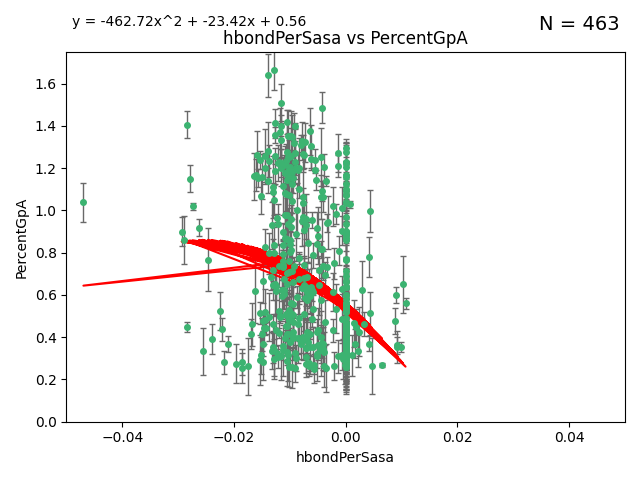 y = -462.72x^2 + -23.42x + 0.56
N = 463
hbondPerSasa vs PercentGpA
PercentGpA
1.6
1.4
1.2
1.0
0.8
0.6
0.4
0.2
0.0
−0.04
−0.02
0.00
0.02
0.04
hbondPerSasa